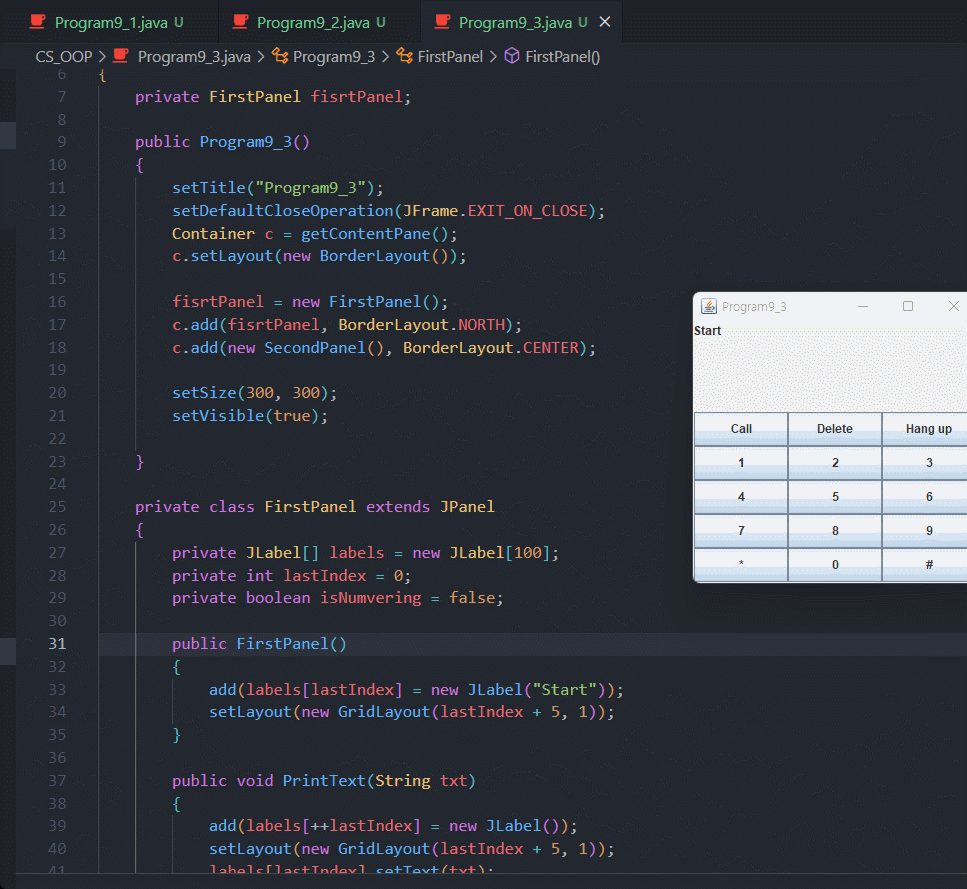 Program9_1.java U Program9_2.java U Program9_3.java U
CS_OOP > Program9_3.java > Program9_3 > FirstPanel > FirstPanel()
6 {
7 private FirstPanel fisrtPanel;
8
9 public Program9_3()
10 {
11 setTitle("Program9_3");
12 setDefaultCloseOperation(JFrame.EXIT_ON_CLOSE);
13 Container c = getContentPane();
14 c.setLayout(new BorderLayout());
15
16 fisrtPanel = new FirstPanel();
17 c.add(fisrtPanel, BorderLayout.NORTH);
18 c.add(new SecondPanel(), BorderLayout.CENTER);
19
20 setSize(300, 300);
21 setVisible(true);
22
23 }
24
25 private class FirstPanel extends JPanel
26 {
27 private JLabel[] labels = new JLabel[100];
28 private int lastIndex = 0;
29 private boolean isNumvering = false;
30
31 public FirstPanel()
32 {
33 add(labels[lastIndex] = new JLabel("Start"));
34 setLayout(new GridLayout(lastIndex + 5, 1));
35 }
36
37 public void PrintText(String txt)
38 {
39 add(labels[++lastIndex] = new JLabel());
40 setLayout(new GridLayout(lastIndex + 5, 1));
41 labels[lastIndex].setText(txt);
Program9_3
Start
Call Delete Hang up
1 2 3
4 5 6
7 8 9
* 0 #